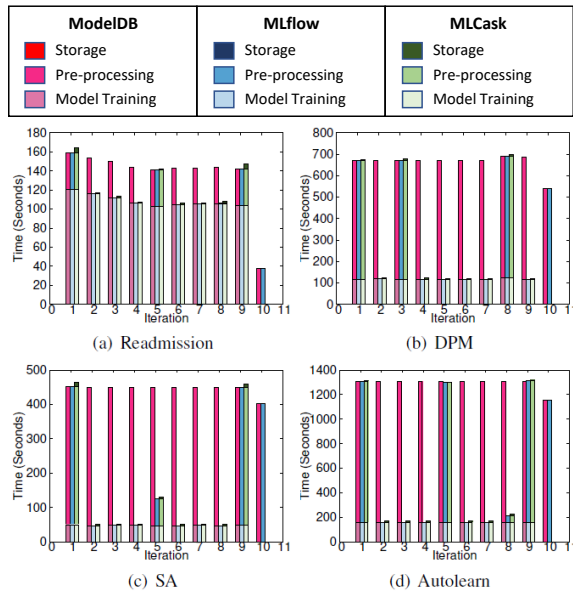 ModelDB MLflow MLCask
Storage Storage Storage
Pre-processing Pre-processing Pre-processing
Model Training Model Training Model Training
180
160
140
120
100
80
60
40
20
0
Time (Seconds)
0 1 2 3 4 5 6 7 8 9 10 11
Iteration
(a) Readmission
800
700
600
500
400
300
200
100
0
Time (Seconds)
0 1 2 3 4 5 6 7 8 9 10 11
Iteration
(b) DPM
500
400
300
200
100
0
Time (Seconds)
0 1 2 3 4 5 6 7 8 9 10 11
Iteration
(c) SA
1400
1200
1000
800
600
400
200
0
Time (Seconds)
0 1 2 3 4 5 6 7 8 9 10 11
Iteration
(d) Autolearn